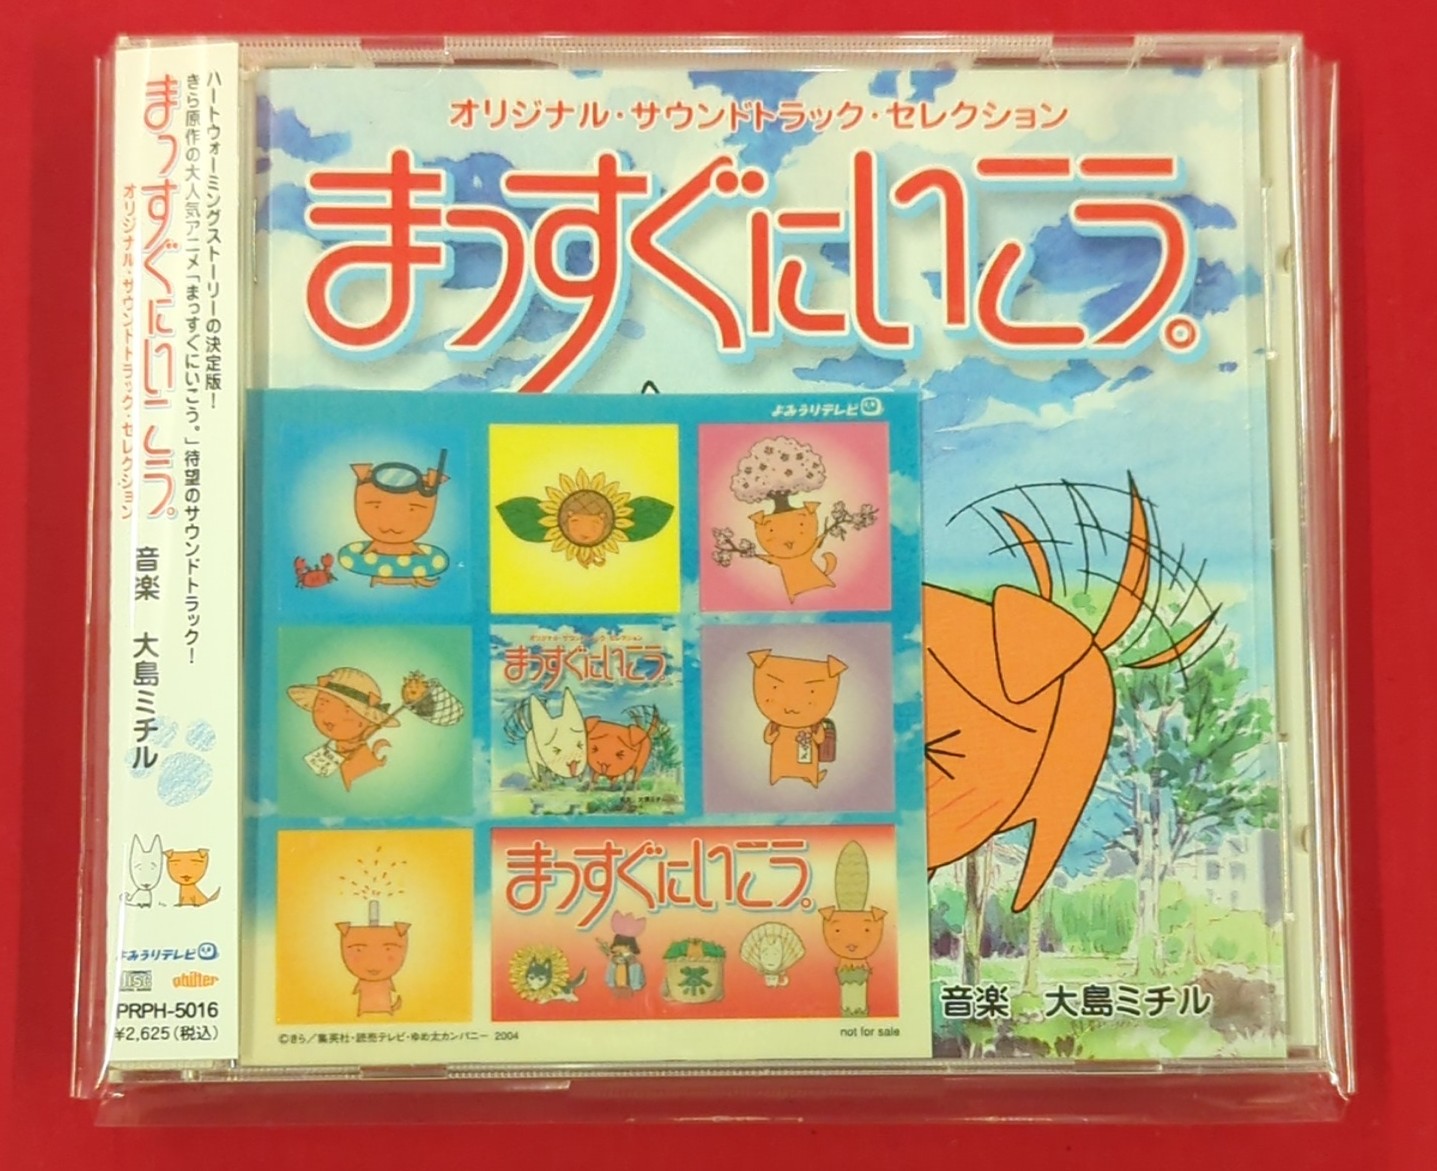 ハートウォーミングストーリーの決定版！
きら原作の大人気アニメ「まっすぐにいこう。」待望のサウンドトラック！
まっすぐにいこう。
オリジナル・サウンドトラック・セレクション
音楽 大島ミチル
よみうりテレビ
philter
PRPH-5016
¥2,625(税込)
オリジナル・サウンドトラック・セレクション
まっすぐにいこう。
よみうりテレビ
オリジナル・サウンドトラック・セレクション
まっすぐにいこう。
まっすぐにいこう。
茶
©きら／集英社・読売テレビ・ゆめ太カンパニー 2004
not for sale
音楽 大島ミチル